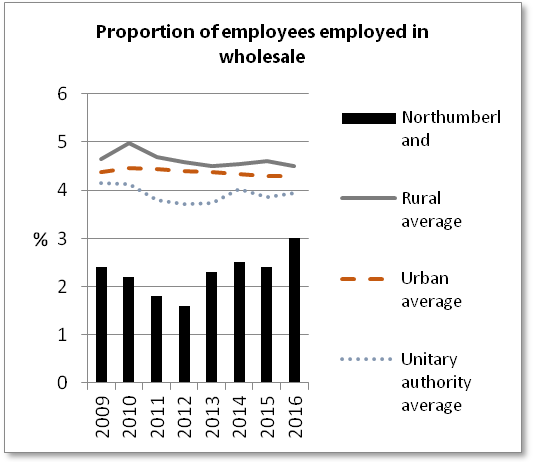 Proportion of employees employed in
wholesale
6
5
4
3
2
1
0
%
2009
2010
2011
2012
2013
2014
2015
2016
Northumberl
and
Rural
average
Urban
average
Unitary
authority
average